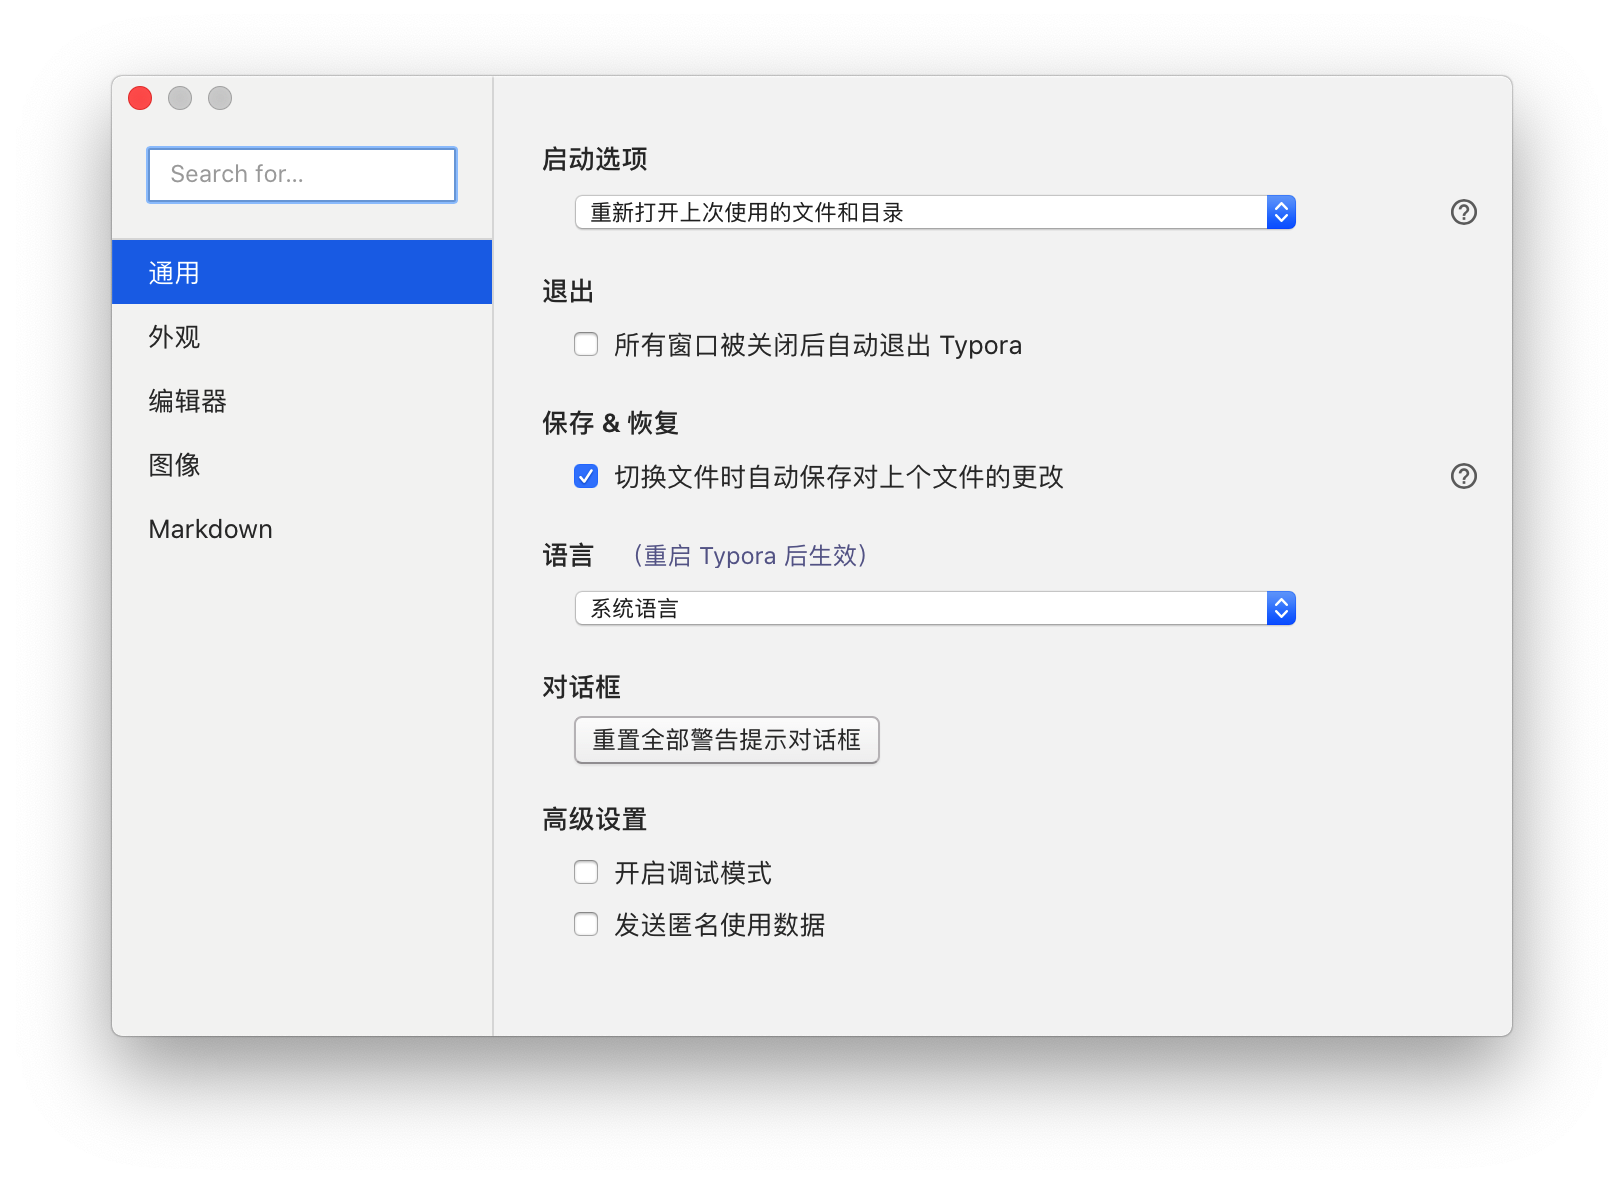 Search for...
通用
外观
编辑器
图像
Markdown
启动选项
重新打开上次使用的文件和目录
退出
所有窗口被关闭后自动退出 Typora
保存 & 恢复
切换文件时自动保存对上个文件的更改
语言 （重启 Typora 后生效）
系统语言
对话框
重置全部警告提示对话框
高级设置
开启调试模式
发送匿名使用数据